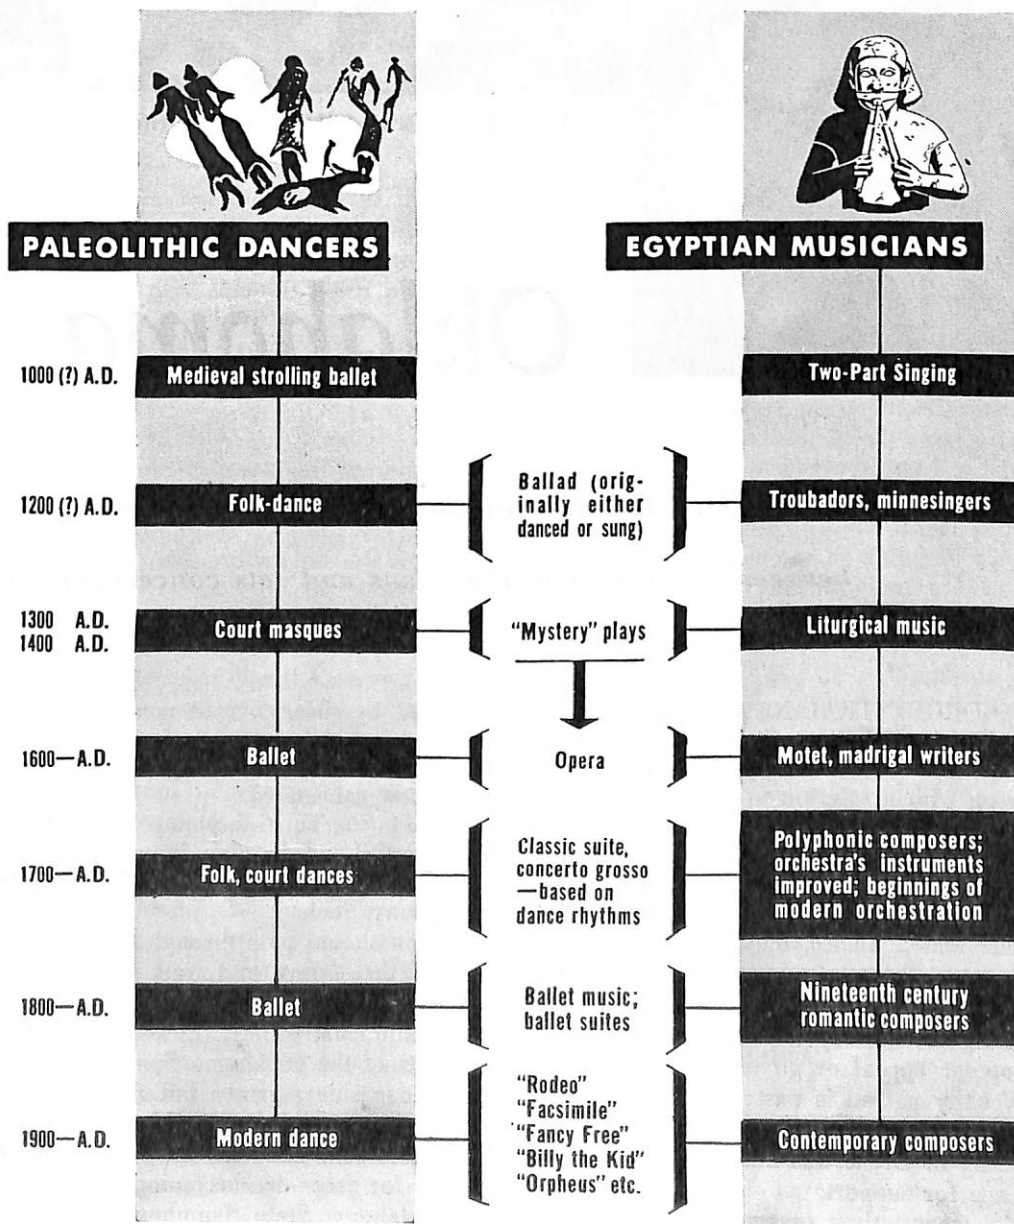 PALEOLITHIC DANCERS
EGYPTIAN MUSICIANS
1000 (?) A.D.
Medieval strolling ballet
Two-Part Singing
1200 (?) A.D.
Folk-dance
Ballad (orig-
inally either
danced or sung)
Troubadors, minnesingers
1300 A.D.
1400 A.D.
Court masques
"Mystery" plays
Liturgical music
1600—A.D.
Ballet
Opera
Motet, madrigal writers
1700—A.D.
Folk, court dances
Classic suite,
concerto grosso
—based on
dance rhythms
Polyphonic composers;
orchestra's instruments
improved; beginnings of
modern orchestration
1800—A.D.
Ballet
Ballet music;
ballet suites
Nineteenth century
romantic composers
1900—A.D.
Modern dance
"Rodeo"
"Facsimile"
"Fancy Free"
"Billy the Kid"
"Orpheus" etc.
Contemporary composers